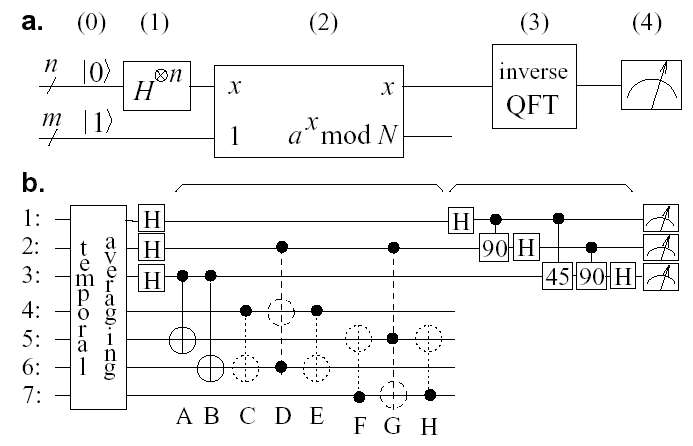 a. (0) (1) (2) (3) (4)
n |0⟩ H⊗n x x inverse QFT
m |1⟩ 1 a^x mod N
b.
1: H H
2: temporal averaging H 90 H
3: H 45 90 H
4:
5:
6:
7:
A B C D E F G H